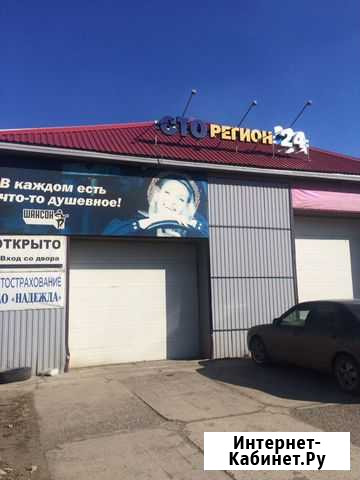 СТО РЕГИОН 24
В каждом есть
что-то душевное!
ШАНСОН
ОТКРЫТО
Вход со двора
ТОСТРАХОВАНИЕ
«НАДЕЖДА»
Интернет-
Кабинет.Ру